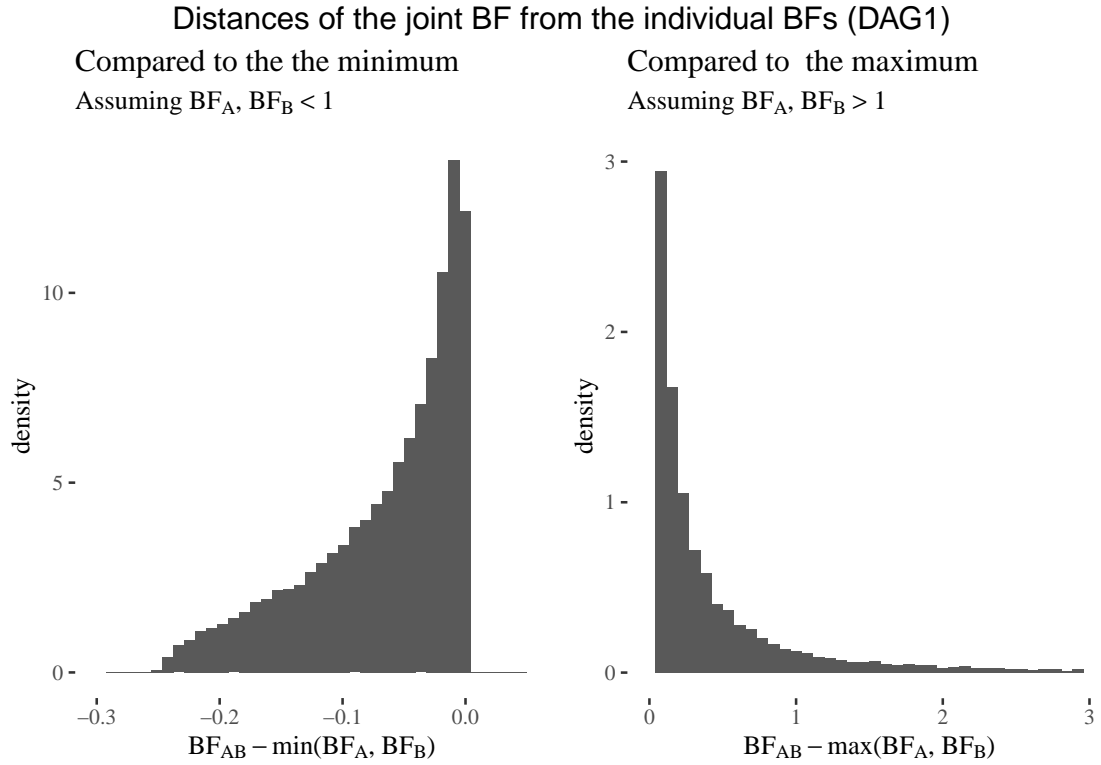 Distances of the joint BF from the individual BFs (DAG1)
Compared to the the minimum
Assuming BF_A, BF_B < 1
density
10
5
0
−0.3 −0.2 −0.1 0.0
BF_AB − min(BF_A, BF_B)
Compared to  the maximum
Assuming BF_A, BF_B > 1
density
3
2
1
0
0 1 2 3
BF_AB − max(BF_A, BF_B)